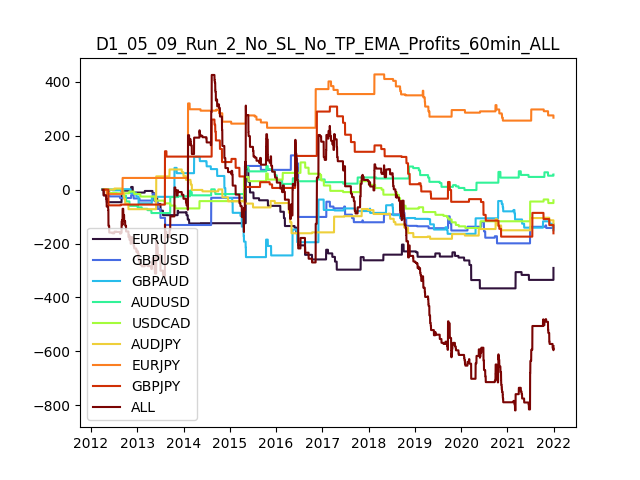 D1_05_09_Run_2_No_SL_No_TP_EMA_Profits_60min_ALL
400
200
0
−200
−400
−600
−800
EURUSD
GBPUSD
GBPAUD
AUDUSD
USDCAD
AUDJPY
EURJPY
GBPJPY
ALL
2012 2013 2014 2015 2016 2017 2018 2019 2020 2021 2022